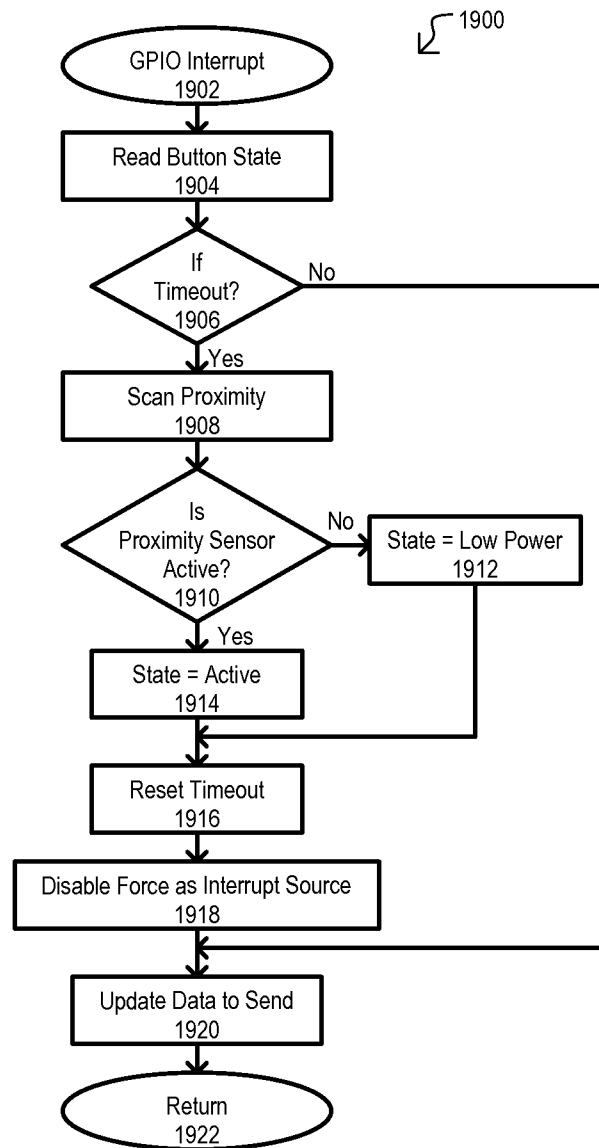 1900
GPIO Interrupt
1902
Read Button State
1904
If
Timeout?
1906
No
Yes
Scan Proximity
1908
Is
Proximity Sensor
Active?
1910
No
State = Low Power
1912
Yes
State = Active
1914
Reset Timeout
1916
Disable Force as Interrupt Source
1918
Update Data to Send
1920
Return
1922